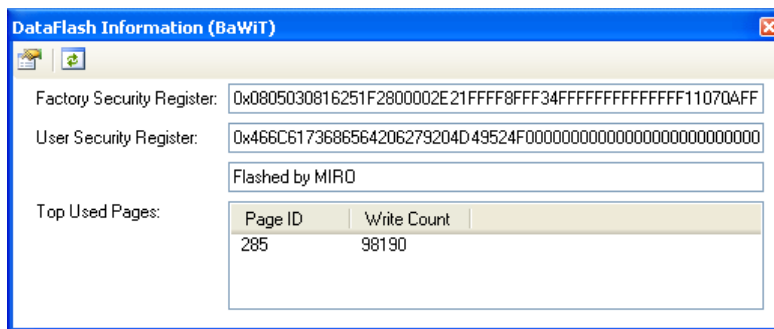 DataFlash Information (BaWiT)
Factory Security Register: 0x0805030816251F2800002E21FFFF8FFF34FFFFFFFFFFFFFF11070AFF
User Security Register: 0x466C6173686564206279204D49524F00000000000000000000000000
Flashed by MIRO
Top Used Pages:
Page ID Write Count
285 98190